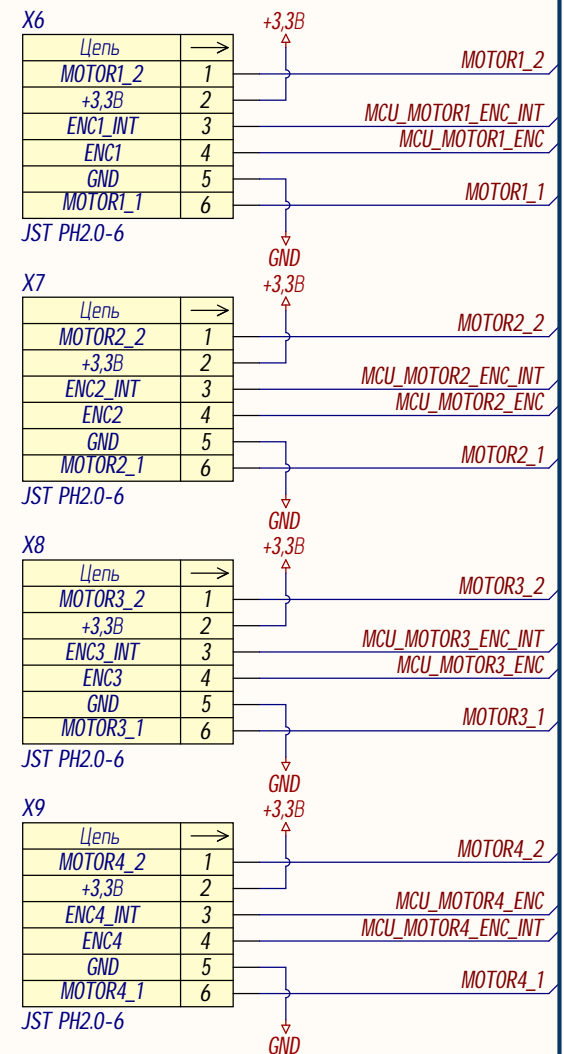 X6
+3,3В
Цепь
MOTOR1_2 1 MOTOR1_2
+3,3В 2
ENC1_INT 3 MCU_MOTOR1_ENC_INT
ENC1 4 MCU_MOTOR1_ENC
GND 5
MOTOR1_1 6 MOTOR1_1
JST PH2.0-6
GND
X7
+3,3В
Цепь
MOTOR2_2 1 MOTOR2_2
+3,3В 2
ENC2_INT 3 MCU_MOTOR2_ENC_INT
ENC2 4 MCU_MOTOR2_ENC
GND 5
MOTOR2_1 6 MOTOR2_1
JST PH2.0-6
GND
X8
+3,3В
Цепь
MOTOR3_2 1 MOTOR3_2
+3,3В 2
ENC3_INT 3 MCU_MOTOR3_ENC_INT
ENC3 4 MCU_MOTOR3_ENC
GND 5
MOTOR3_1 6 MOTOR3_1
JST PH2.0-6
GND
X9
+3,3В
Цепь
MOTOR4_2 1 MOTOR4_2
+3,3В 2
ENC4_INT 3 MCU_MOTOR4_ENC
ENC4 4 MCU_MOTOR4_ENC_INT
GND 5
MOTOR4_1 6 MOTOR4_1
JST PH2.0-6
GND